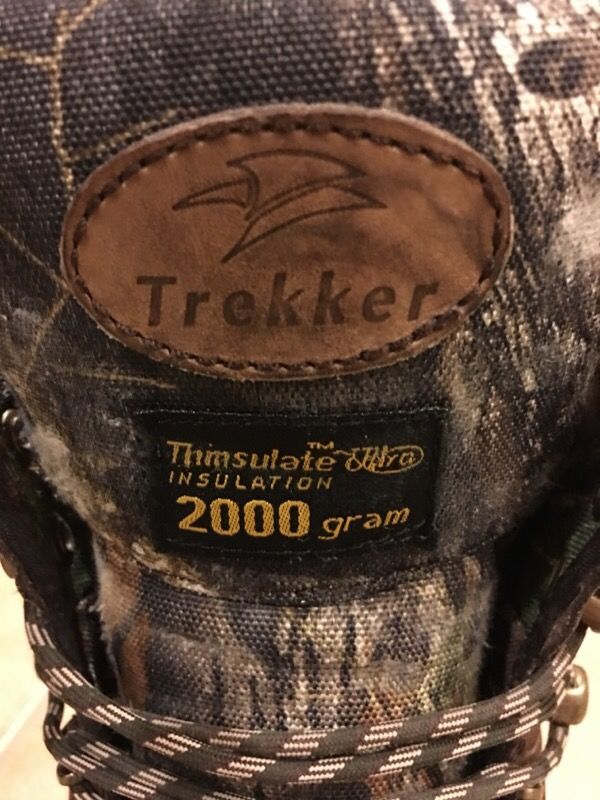 Trekker
Thinsulate™ Ultra
INSULATION
2000 gram